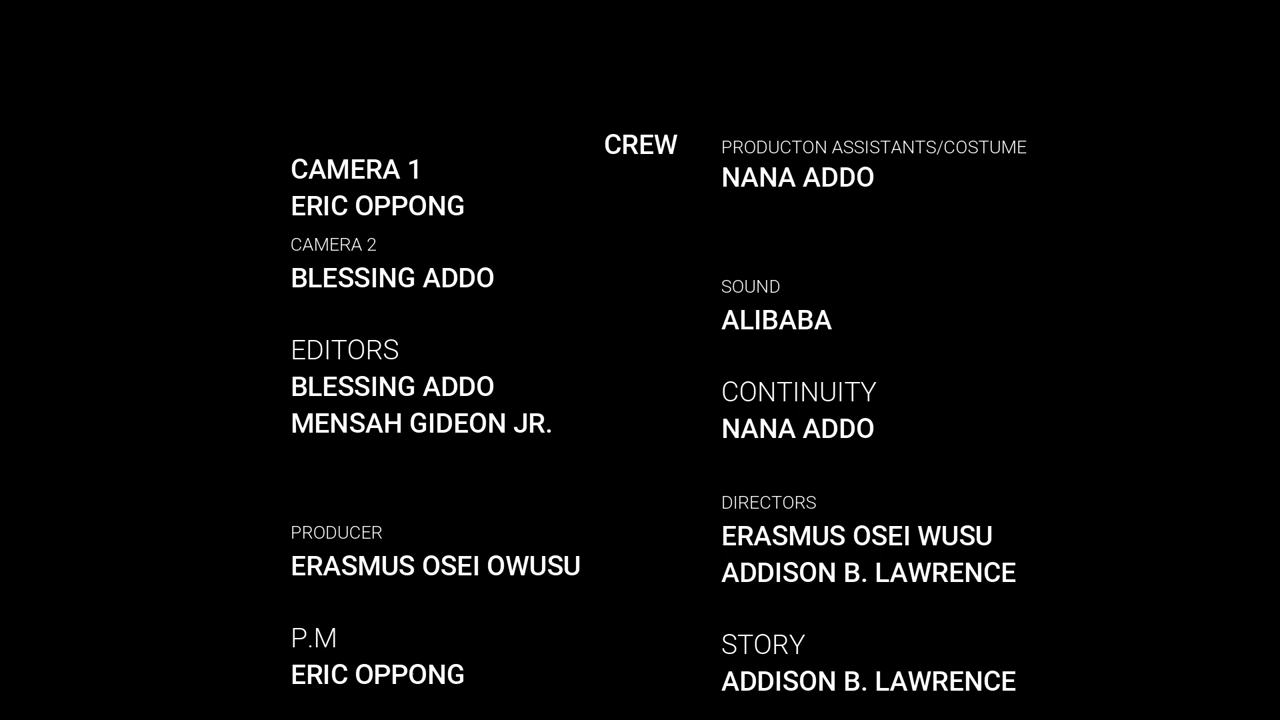 CREW
CAMERA 1
ERIC OPPONG
CAMERA 2
BLESSING ADDO
EDITORS
BLESSING ADDO
MENSAH GIDEON JR.
PRODUCER
ERASMUS OSEI OWUSU
P.M
ERIC OPPONG
PRODUCTON ASSISTANTS/COSTUME
NANA ADDO
SOUND
ALIBABA
CONTINUITY
NANA ADDO
DIRECTORS
ERASMUS OSEI WUSU
ADDISON B. LAWRENCE
STORY
ADDISON B. LAWRENCE